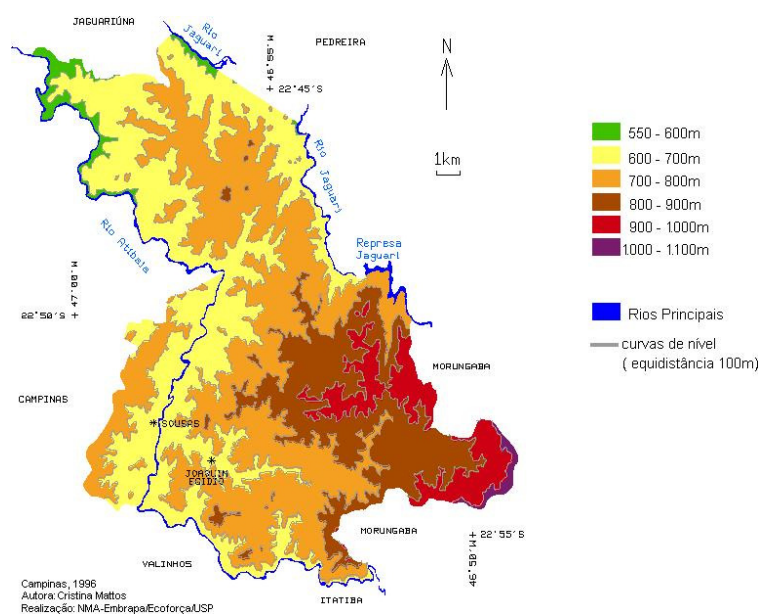 JAGUARIÚNA
Rio
Jaguari
PEDREIRA
46°55'W
22°45'S
N
1km
550 - 600m
600 - 700m
700 - 800m
800 - 900m
900 - 1000m
1000 - 1100m
Rio Jaguari
Rio Atibaia
Represa
Jaguari
47°00'W
22°50'S
Rios Principais
curvas de nível
( equidistância 100m)
MORUNGABA
CAMPINAS
SOUSAS
JOAQUIM
EGIDIO
MORUNGABA
22°55'S
46°50'W
VALINHOS
ITATIBA
Campinas, 1996
Autora: Cristina Mattos
Realização: NMA-Embrapa/Ecoforça/USP